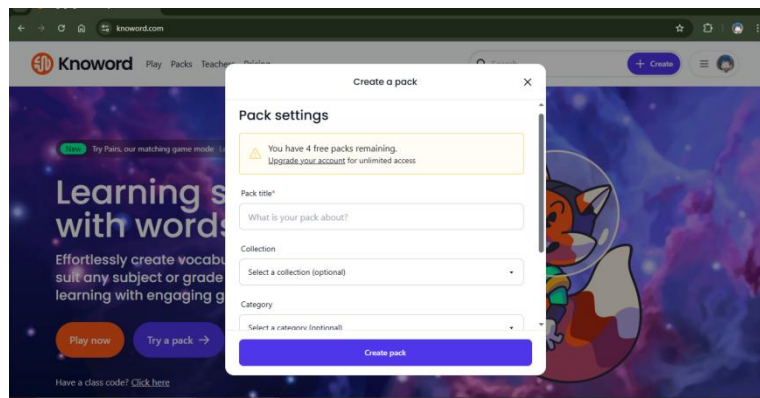 knoword.com
Knoword Play Packs Teachers Pricing Search + Create
Create a pack
Pack settings
You have 4 free packs remaining.
Upgrade your account for unlimited access
Pack title*
What is your pack about?
Collection
Select a collection (optional)
Category
Select a category (optional)
Create pack
New Try Pairs, our matching game mode
Learning s
with words
Effortlessly create vocabu
suit any subject or grade
learning with engaging g
Play now Try a pack →
Have a class code? Click here